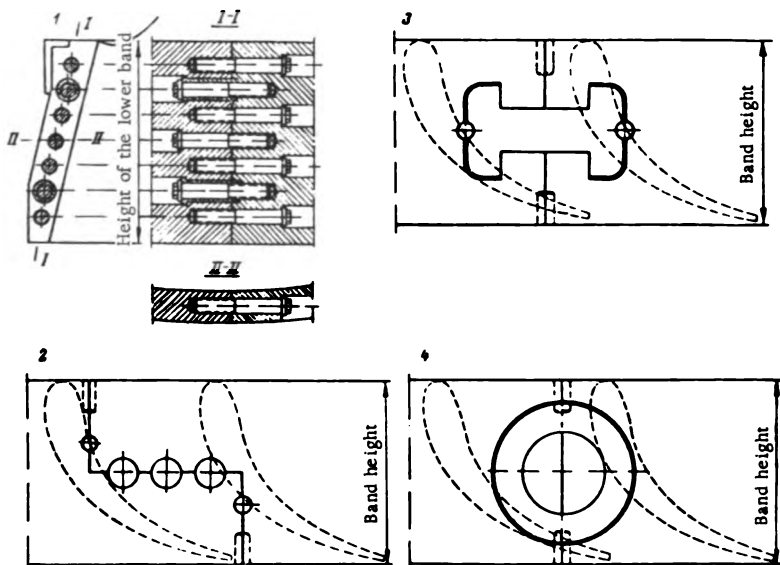 1
I
I-I
Height of the lower band
II
II
I
II-II
3
Band height
2
Band height
4
Band height